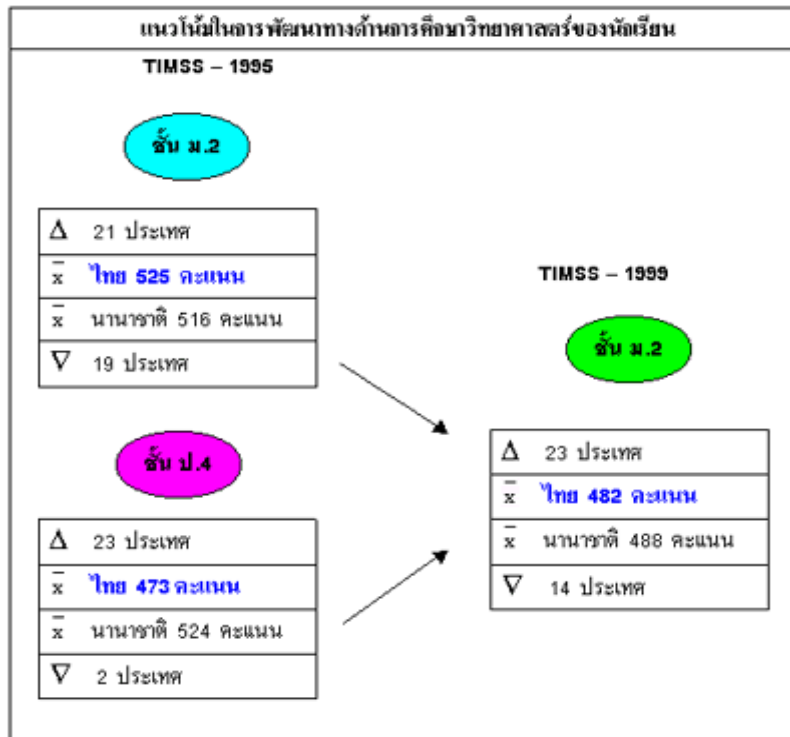 แนวโน้มในการพัฒนาทางด้านการศึกษาวิทยาศาสตร์ของนักเรียน
TIMSS – 1995
ชั้น ม.2
Δ 21 ประเทศ
x̄ ไทย 525 คะแนน
x̄ นานาชาติ 516 คะแนน
∇ 19 ประเทศ
ชั้น ป.4
Δ 23 ประเทศ
x̄ ไทย 473 คะแนน
x̄ นานาชาติ 524 คะแนน
∇ 2 ประเทศ
TIMSS – 1999
ชั้น ม.2
Δ 23 ประเทศ
x̄ ไทย 482 คะแนน
x̄ นานาชาติ 488 คะแนน
∇ 14 ประเทศ